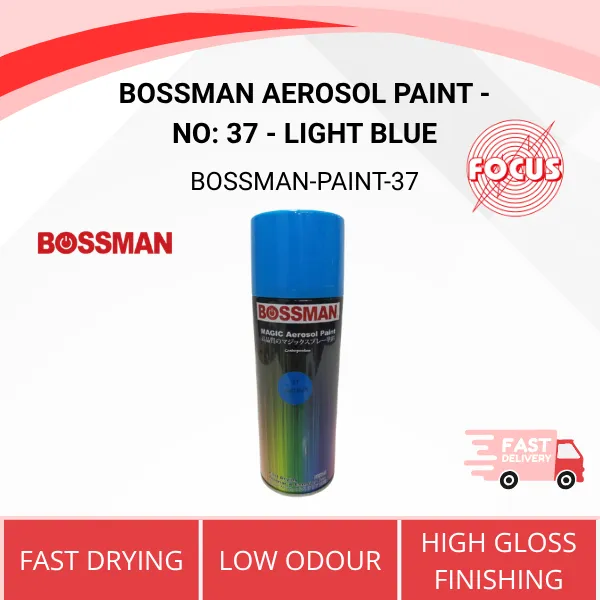 BOSSMAN AEROSOL PAINT -
NO: 37 - LIGHT BLUE
BOSSMAN-PAINT-37
FOCUS
BOSSMAN
BOSSMAN
MAGIC Aerosol Paint
FAST
DELIVERY
FAST DRYING
LOW ODOUR
HIGH GLOSS
FINISHING